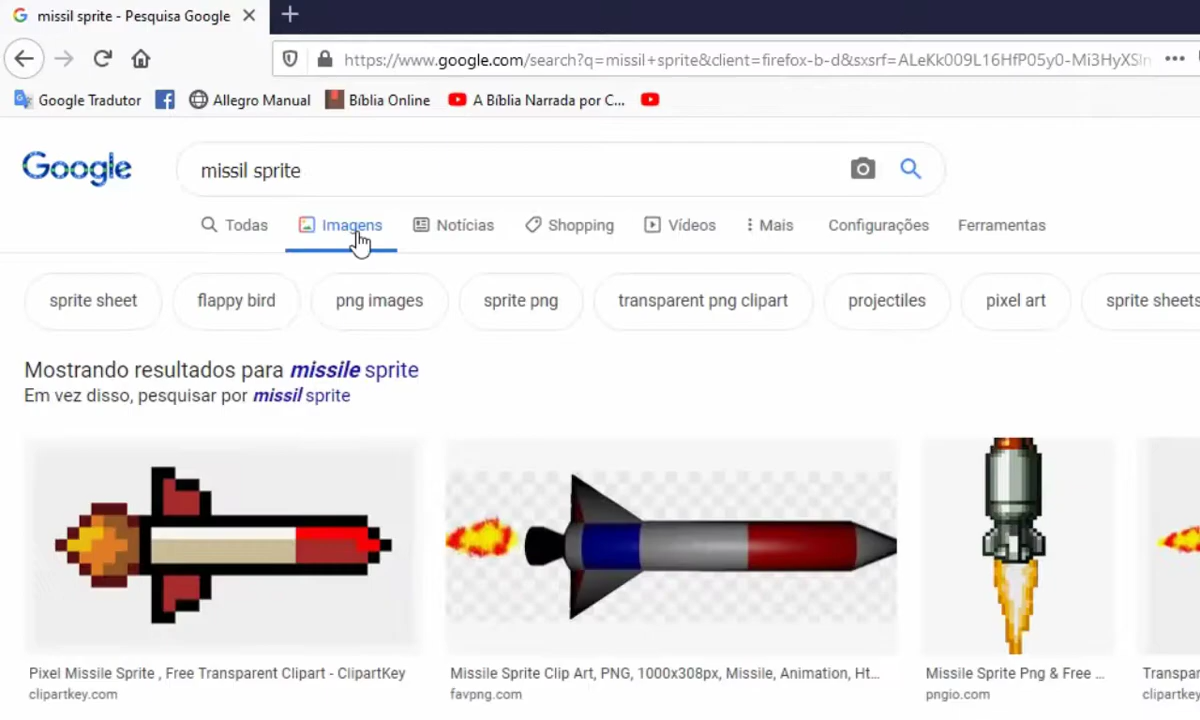 missil sprite - Pesquisa Google
https://www.google.com/search?q=missil+sprite&client=firefox-b-d&sxsrf=ALeKk009L16HfP05y0-Mi3HyXSln
Google Tradutor Allegro Manual Bíblia Online A Bíblia Narrada por C...
Google missil sprite
Todas Imagens Notícias Shopping Vídeos Mais Configurações Ferramentas
sprite sheet flappy bird png images sprite png transparent png clipart projectiles pixel art sprite sheets
Mostrando resultados para missile sprite
Em vez disso, pesquisar por missil sprite
Pixel Missile Sprite , Free Transparent Clipart - ClipartKey Missile Sprite Clip Art, PNG, 1000x308px, Missile, Animation, Ht... Missile Sprite Png & Free ... Transpar
clipartkey.com favpng.com pngio.com clipartkey